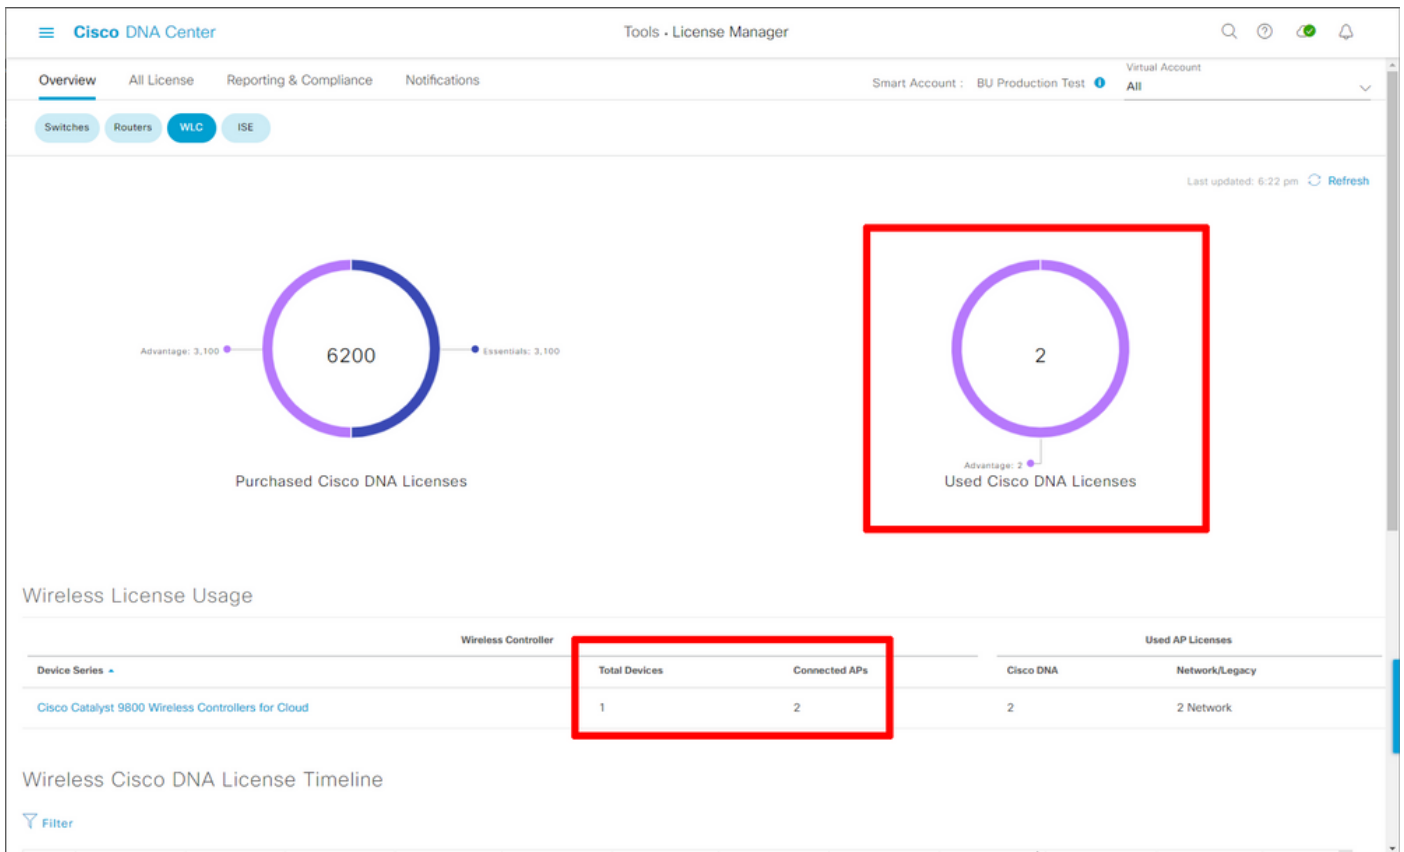 Cisco DNA Center
Tools · License Manager
Overview All License Reporting & Compliance Notifications
Smart Account : BU Production Test
Virtual Account
All
Switches Routers WLC ISE
Last updated: 6:22 pm Refresh
Advantage: 3,100
6200
Essentials: 3,100
Purchased Cisco DNA Licenses
2
Advantage: 2
Used Cisco DNA Licenses
Wireless License Usage
Wireless Controller Used AP Licenses
Device Series Total Devices Connected APs Cisco DNA Network/Legacy
Cisco Catalyst 9800 Wireless Controllers for Cloud 1 2 2 2 Network
Wireless Cisco DNA License Timeline
Filter